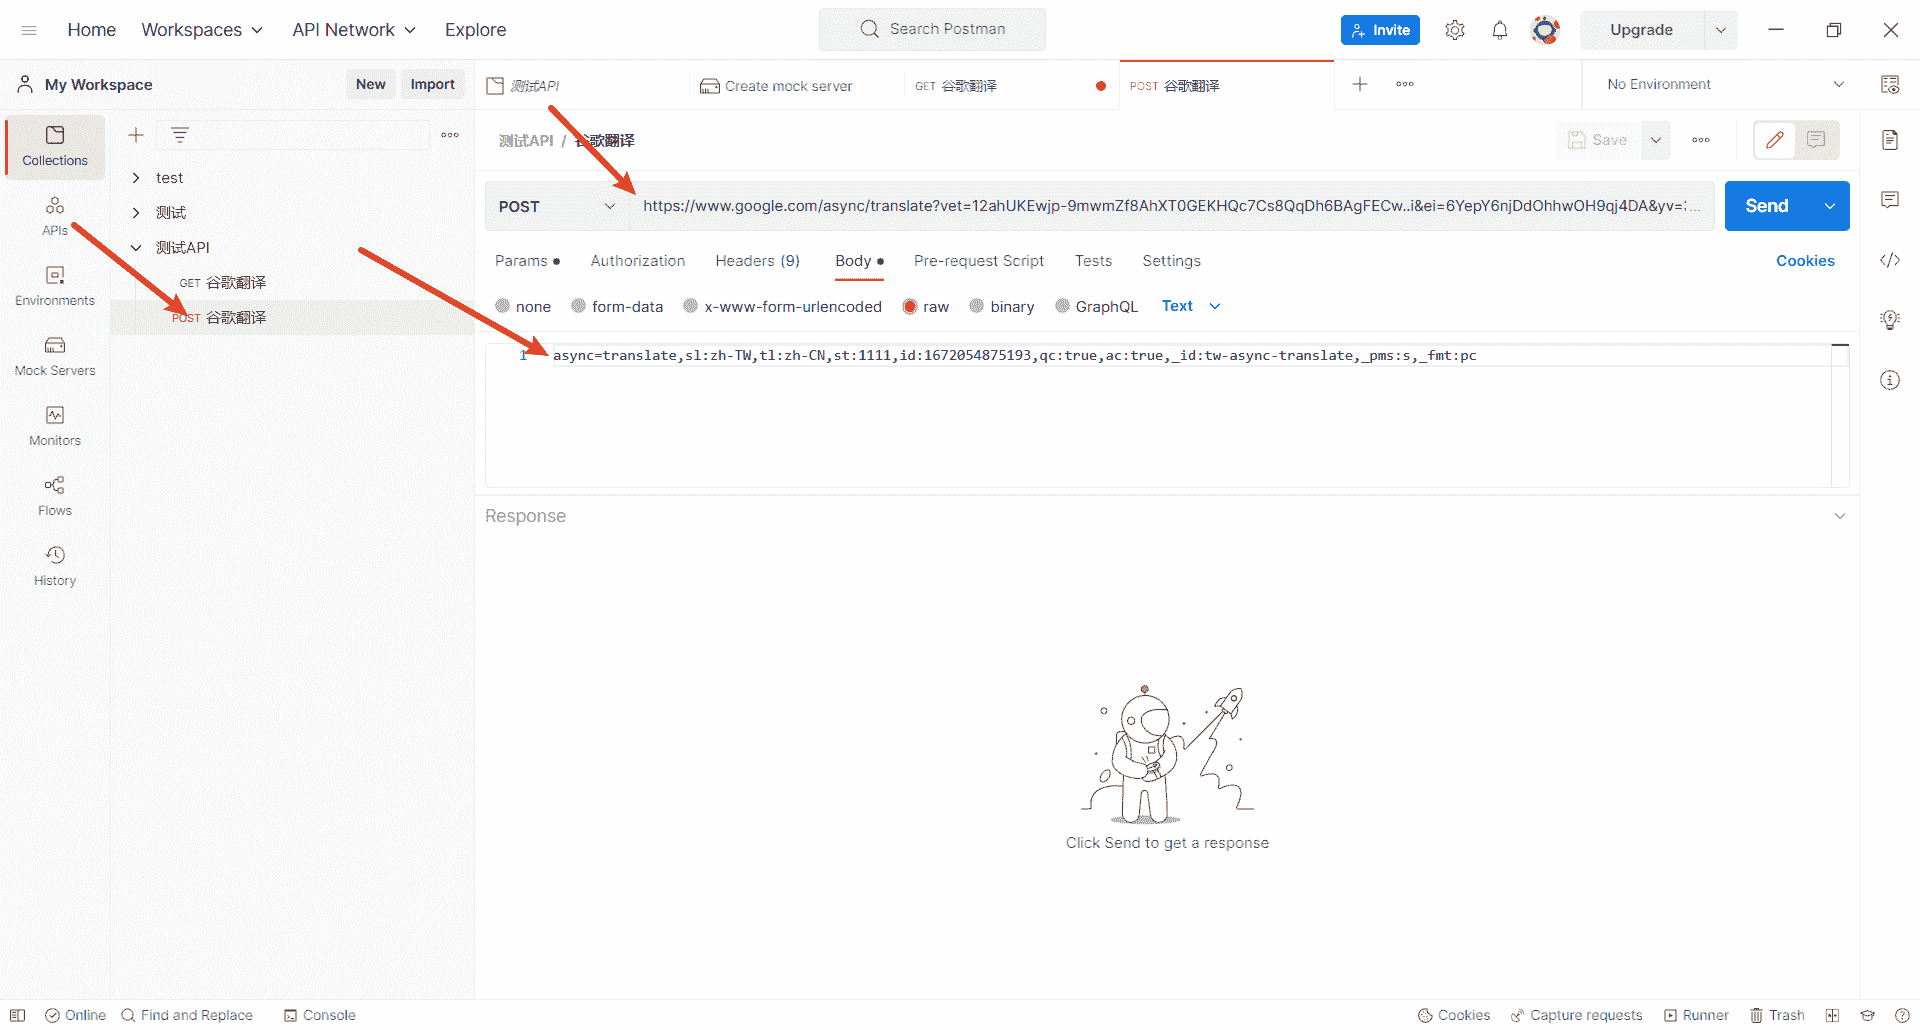 Home Workspaces API Network Explore Search Postman Invite Upgrade
My Workspace New Import 测试API Create mock server GET 谷歌翻译 POST 谷歌翻译 No Environment
Collections
APIs
Environments
Mock Servers
Monitors
Flows
History
test
测试
测试API
GET 谷歌翻译
POST 谷歌翻译
测试API / 谷歌翻译 Save
POST https://www.google.com/async/translate?vet=12ahUKEwjp-9mwmZf8AhXT0GEKHQc7Cs8QqDh6BAgFECw..i&ei=6YepY6njDdOhhwOH9qj4DA&yv=... Send
Params Authorization Headers (9) Body Pre-request Script Tests Settings Cookies
none form-data x-www-form-urlencoded raw binary GraphQL Text
1 async=translate,sl:zh-TW,tl:zh-CN,st:1111,id:1672054875193,qc:true,ac:true,_id:tw-async-translate,_pms:s,_fmt:pc
Response
Click Send to get a response
Online Find and Replace Console Cookies Capture requests Runner Trash